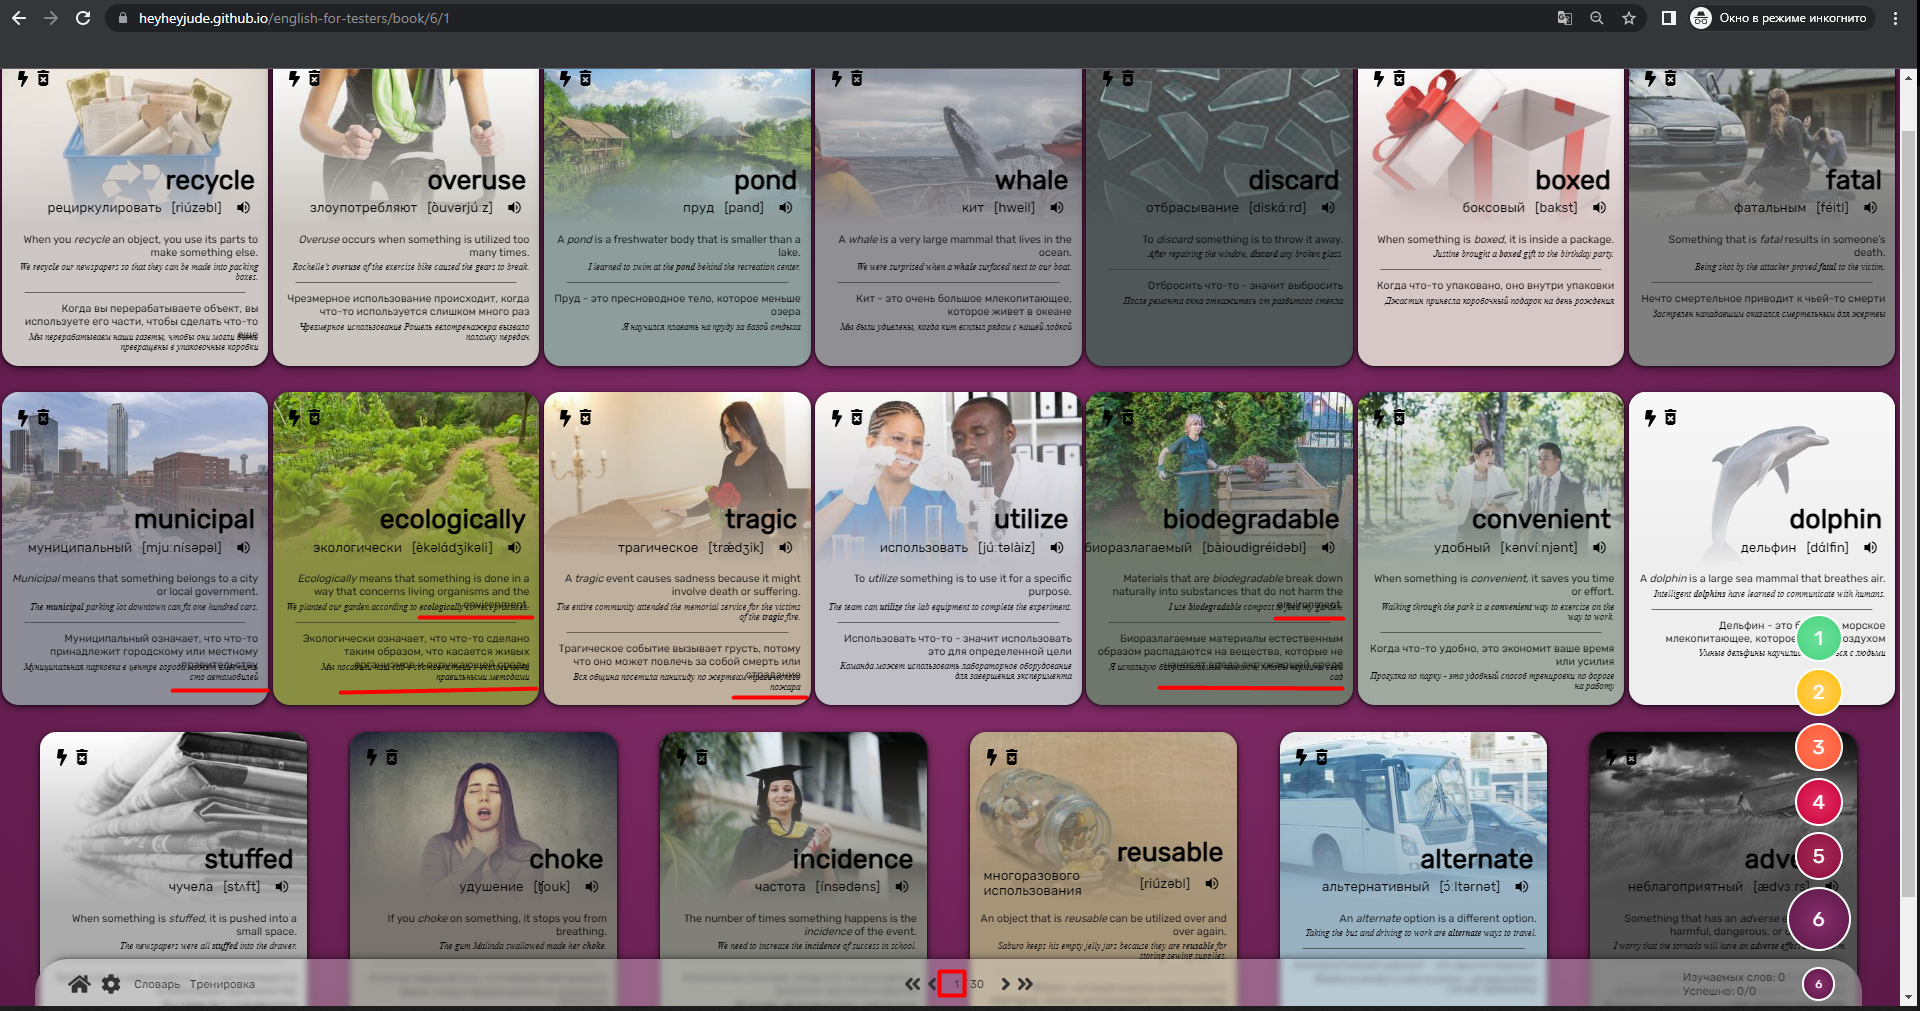 heyheyjude.github.io/english-for-testers/book/6/1
Окно в режиме инкогнито
recycle
рециркулировать [riúzəbl]
When you recycle an object, you use its parts to
make something else.
We recycle our newspapers so that they can be made into packing
boxes.
Когда вы перерабатываете объект, вы
используете его части, чтобы сделать что-то
еще
Мы перерабатываем наши газеты, чтобы они могли быть
превращены в упаковочные коробки
overuse
злоупотребляют [òuvərjúːz]
Overuse occurs when something is utilized too
many times.
Rochelle's overuse of the exercise bike caused the gears to break.
Чрезмерное использование происходит, когда
что-то используется слишком много раз
Чрезмерное использование Рошель велотренажера вызвало
поломку передач
pond
пруд [pand]
A pond is a freshwater body that is smaller than a
lake.
I learned to swim at the pond behind the recreation center.
Пруд - это пресноводное тело, которое меньше
озера
Я научился плавать на пруду за базой отдыха
whale
кит [hweil]
A whale is a very large mammal that lives in the
ocean.
We were surprised when a whale surfaced next to our boat.
Кит - это очень большое млекопитающее,
которое живет в океане
Мы были удивлены, когда кит всплыл рядом с нашей лодкой
discard
отбрасывание [diskáːrd]
To discard something is to throw it away.
After repairing the window, discard any broken glass.
Отбросить что-то - значит выбросить
После ремонта окна откажитесь от разбитого стекла
boxed
боксовый [bakst]
When something is boxed, it is inside a package.
Justine brought a boxed gift to the birthday party.
Когда что-то упаковано, оно внутри упаковки
Джастин принесла коробочный подарок на день рождения
fatal
фатальным [féitl]
Something that is fatal results in someone's
death.
Being shot by the attacker proved fatal to the victim.
Нечто смертельное приводит к чьей-то смерти
Застрелен нападавшим оказался смертельным для жертвы
municipal
муниципальный [mjuːnísəpəl]
Municipal means that something belongs to a city
or local government.
The municipal parking lot downtown can fit one hundred cars.
Муниципальный означает, что что-то
принадлежит городскому или местному
правительству
Муниципальная парковка в центре города может вместить
сто автомобилей
ecologically
экологически [èkəládʒikəli]
Ecologically means that something is done in a
way that concerns living organisms and the
environment.
We planted our garden according to ecologically correct practices.
Экологически означает, что что-то сделано
таким образом, что касается живых
организмов и окружающей среды
Мы посадили наш сад в соответствии с экологически
правильными методами
tragic
трагическое [trǽdʒik]
A tragic event causes sadness because it might
involve death or suffering.
The entire community attended the memorial service for the victims
of the tragic fire.
Трагическое событие вызывает грусть, потому
что оно может повлечь за собой смерть или
страдание
Вся община посетила панихиду по жертвам трагического
пожара
utilize
использовать [júːtəlàiz]
To utilize something is to use it for a specific
purpose.
The team can utilize the lab equipment to complete the experiment.
Использовать что-то - значит использовать
это для определенной цели
Команда может использовать лабораторное оборудование
для завершения эксперимента
biodegradable
биоразлагаемый [bàioudigréidəbl]
Materials that are biodegradable break down
naturally into substances that do not harm the
environment.
I use biodegradable compost to feed my garden.
Биоразлагаемые материалы естественным
образом распадаются на вещества, которые не
наносят вреда окружающей среде
Я использую биоразлагаемый компост, чтобы кормить свой
сад
convenient
удобный [kənvíːnjənt]
When something is convenient, it saves you time
or effort.
Walking through the park is a convenient way to exercise on the
way to work.
Когда что-то удобно, это экономит ваше время
или усилия
Прогулка по парку - это удобный способ тренировки по дороге
на работу
dolphin
дельфин [dálfin]
A dolphin is a large sea mammal that breathes air.
Intelligent dolphins have learned to communicate with humans.
Дельфин - это морское
млекопитающее,
Умные дельфины с людьми
1
2
3
4
5
6
stuffed
чучела [stʌft]
When something is stuffed, it is pushed into a
small space.
The newspapers were all stuffed into the drawer.
choke
удушение [ʧouk]
If you choke on something, it stops you from
breathing.
The gum Malinda swallowed made her choke.
incidence
частота [ínsədəns]
The number of times something happens is the
incidence of the event.
We need to increase the incidence of success in school.
reusable
многоразового
использования [riúzəbl]
An object that is reusable can be utilized over and
over again.
Saburo keeps his empty jelly jars because they are reusable for
storing sewing supplies.
alternate
альтернативный [ɔ́ːltərnət]
An alternate option is a different option.
Taking the bus and driving to work are alternate ways to travel.
adve
неблагоприятный [ædvɜ́ːrs]
Something that has an adverse
harmful, dangerous, or
I worry that the tornado will have an adverse
Словарь Тренировка
1 30
Изучаемых слов: 0
Успешно: 0/0
6